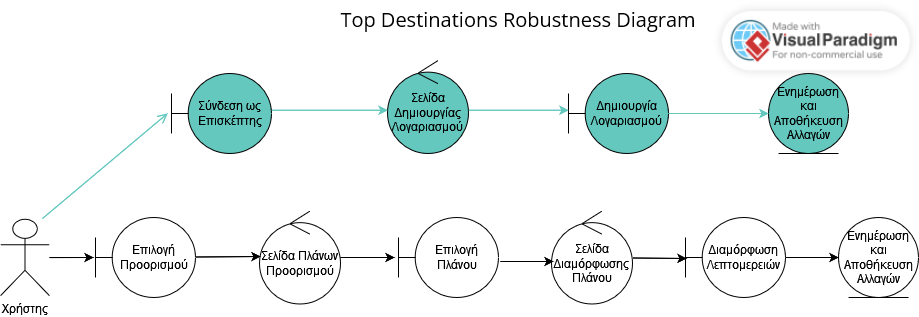 Top Destinations Robustness Diagram
Made with
VisualParadigm
For non-commercial use
Σύνδεση ως
Επισκέπτης
Σελίδα
Δημιουργίας
Λογαριασμού
Δημιουργία
Λογαριασμού
Ενημέρωση
και
Αποθήκευση
Αλλαγών
Χρήστης
Επιλογή
Προορισμού
Σελίδα Πλάνων
Προορισμού
Επιλογή
Πλάνου
Σελίδα
Διαμόρφωσης
Πλάνου
Διαμόρφωση
Λεπτομερειών
Ενημέρωση
και
Αποθήκευση
Αλλαγών